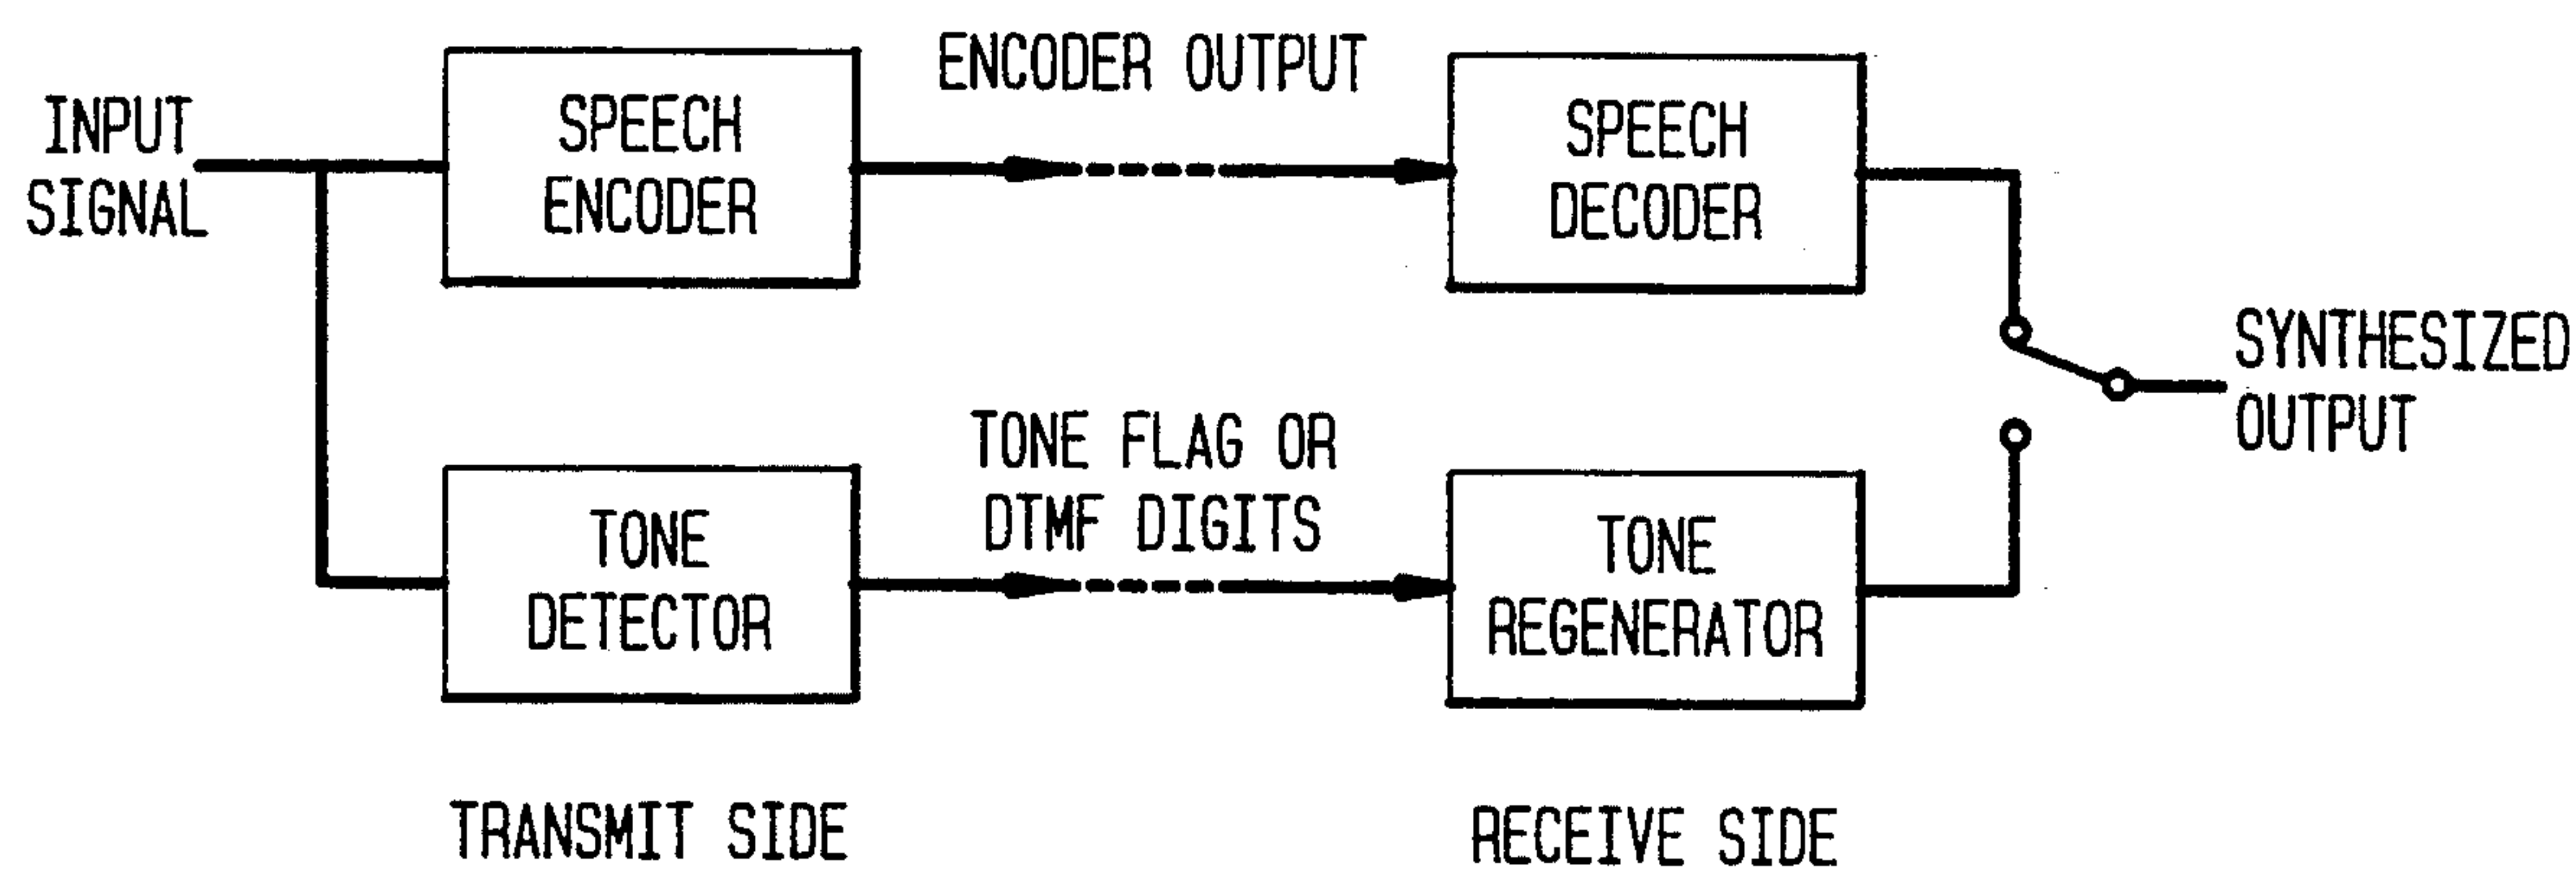 INPUT
SIGNAL
SPEECH
ENCODER
ENCODER OUTPUT
SPEECH
DECODER
SYNTHESIZED
OUTPUT
TONE
DETECTOR
TONE FLAG OR
DTMF DIGITS
TONE
REGENERATOR
TRANSMIT SIDE
RECEIVE SIDE